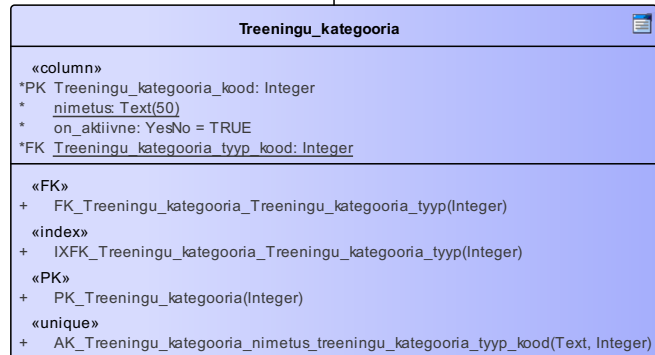 Treeningu_kategooria
«column»
*PK Treeningu_kategooria_kood: Integer
* nimetus: Text(50)
* on_aktiivne: YesNo = TRUE
*FK Treeningu_kategooria_tyyp_kood: Integer
«FK»
+ FK_Treeningu_kategooria_Treeningu_kategooria_tyyp(Integer)
«index»
+ IXFK_Treeningu_kategooria_Treeningu_kategooria_tyyp(Integer)
«PK»
+ PK_Treeningu_kategooria(Integer)
«unique»
+ AK_Treeningu_kategooria_nimetus_treeningu_kategooria_tyyp_kood(Text, Integer)